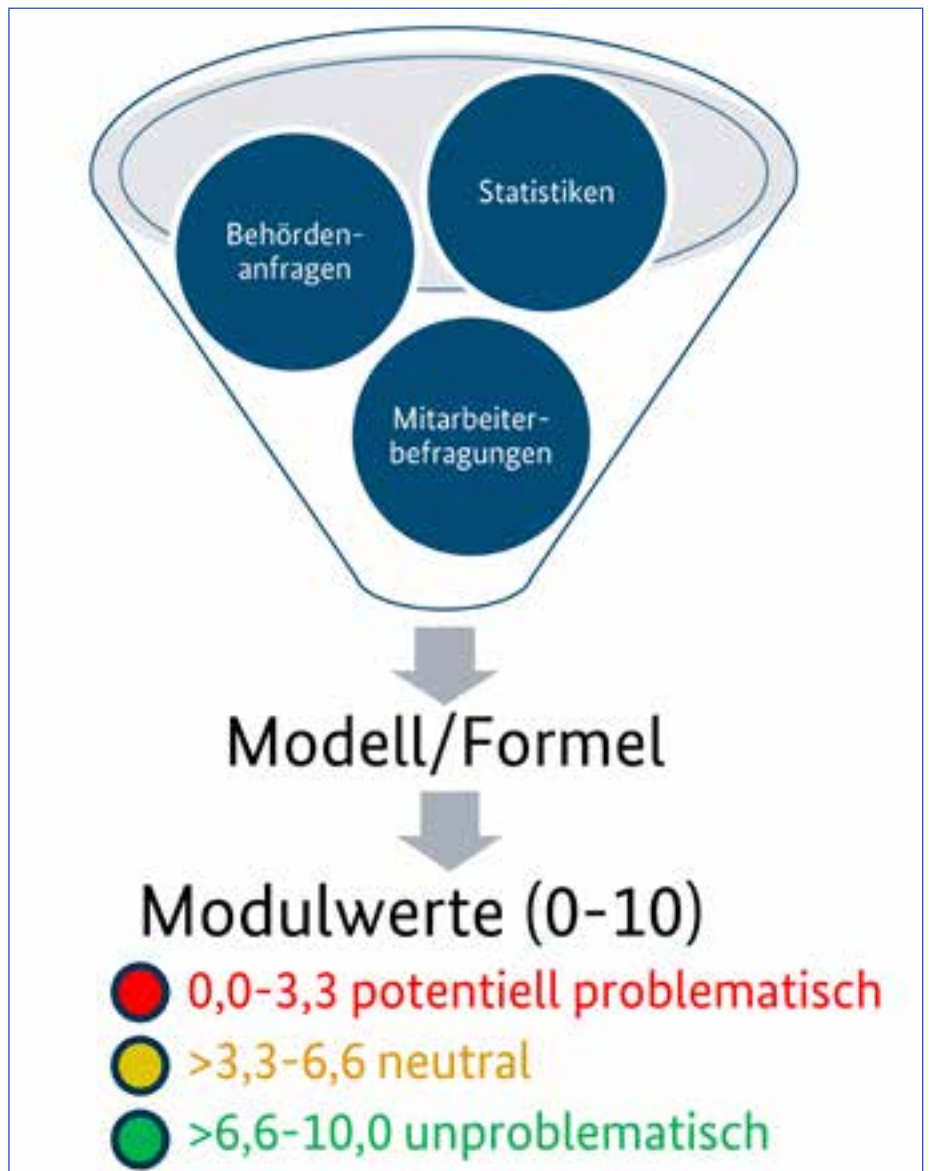 Statistiken
Behörden-
anfragen
Mitarbeiter-
befragungen
Modell/Formel
Modulwerte (0-10)
0,0-3,3 potentiell problematisch
>3,3-6,6 neutral
>6,6-10,0 unproblematisch